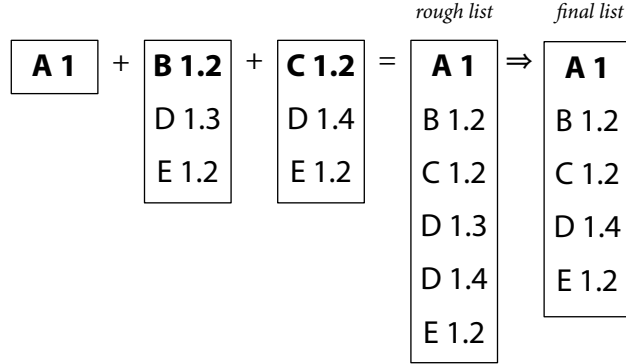 rough list final list
A 1 + B 1.2 + C 1.2 = A 1 ⇒ A 1
D 1.3 D 1.4 B 1.2 B 1.2
E 1.2 E 1.2 C 1.2 C 1.2
D 1.3 D 1.4
D 1.4 E 1.2
E 1.2